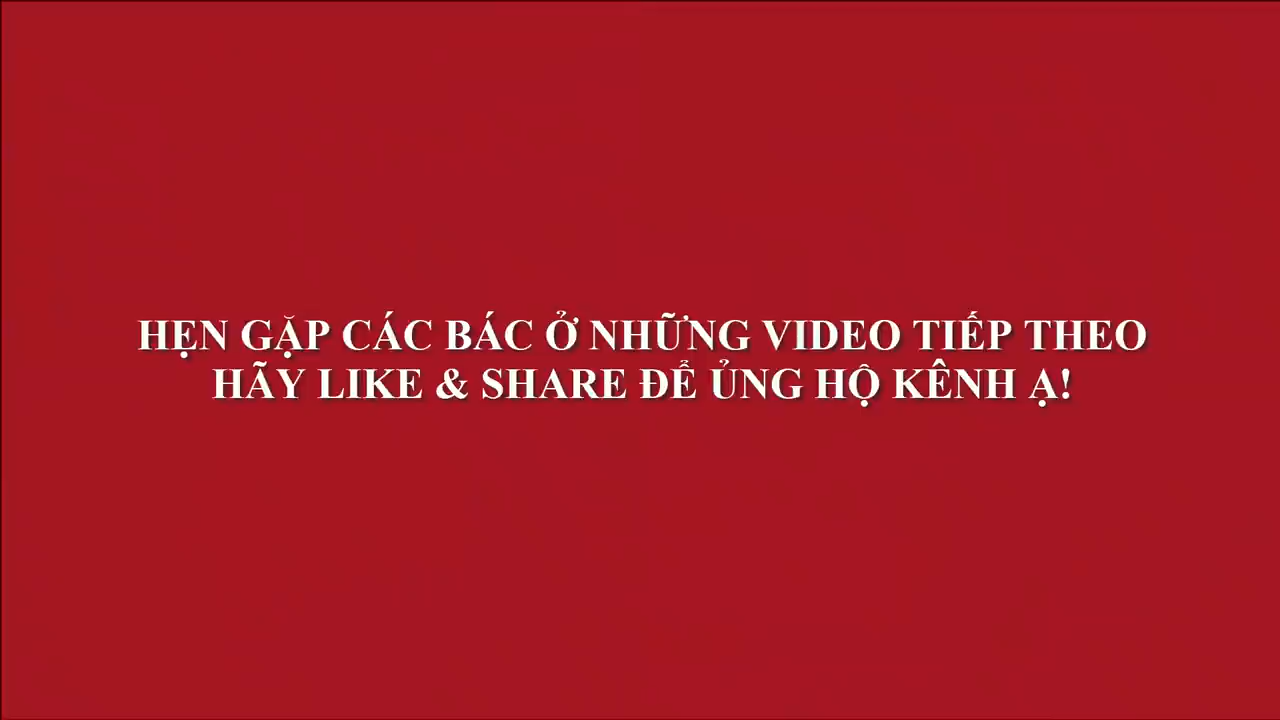 HẸN GẶP CÁC BÁC Ở NHỮNG VIDEO TIẾP THEO
HÃY LIKE & SHARE ĐỂ ỦNG HỘ KÊNH Ạ!